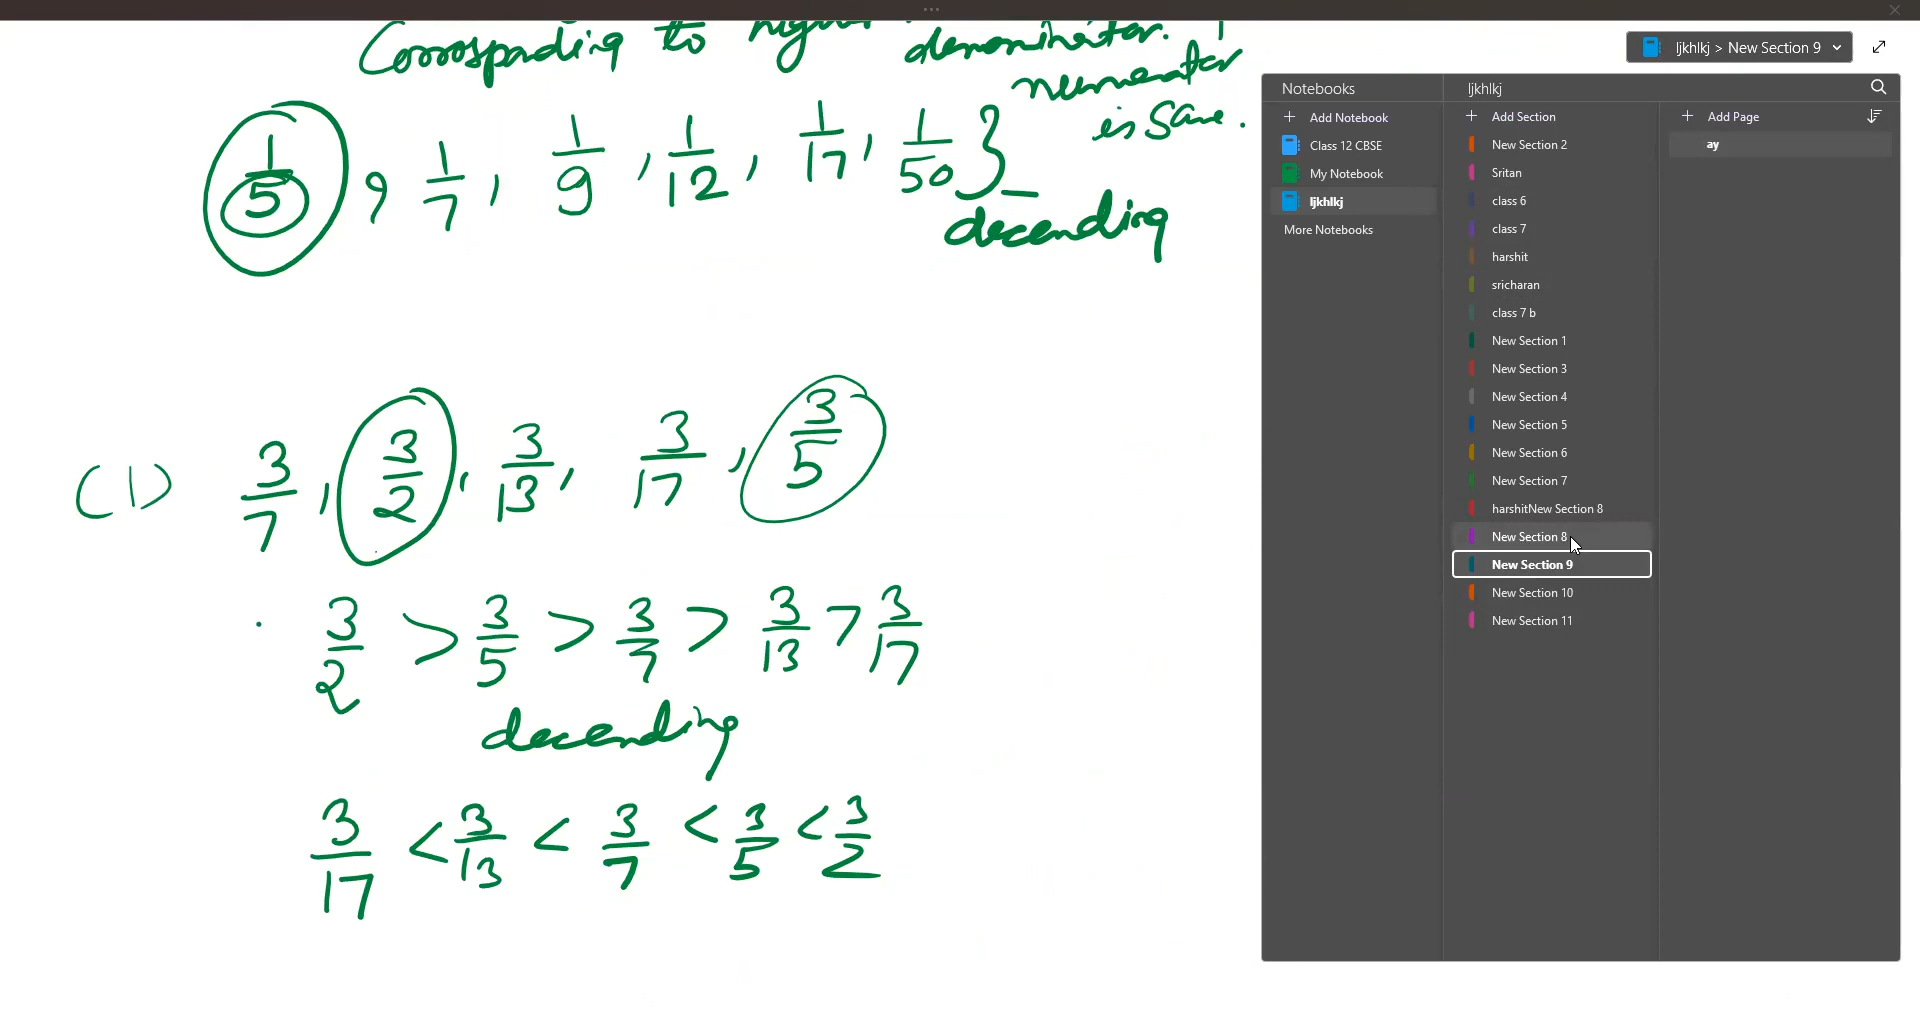 ljkhlkj > New Section 9
Corrosponding to higher denominator.
numerator
is same.
1/5, 1/7, 1/9, 1/12, 1/17, 1/50 }
decending
(1) 3/7, 3/2, 3/13, 3/17, 3/5
3/2 > 3/5 > 3/7 > 3/13 > 3/17
decending
3/17 < 3/13 < 3/7 < 3/5 < 3/2
Notebooks
Add Notebook
Class 12 CBSE
My Notebook
ljkhlkj
More Notebooks
ljkhlkj
Add Section
New Section 2
Sritan
class 6
class 7
harshit
sricharan
class 7 b
New Section 1
New Section 3
New Section 4
New Section 5
New Section 6
New Section 7
harshitNew Section 8
New Section 8
New Section 9
New Section 10
New Section 11
Add Page
ay